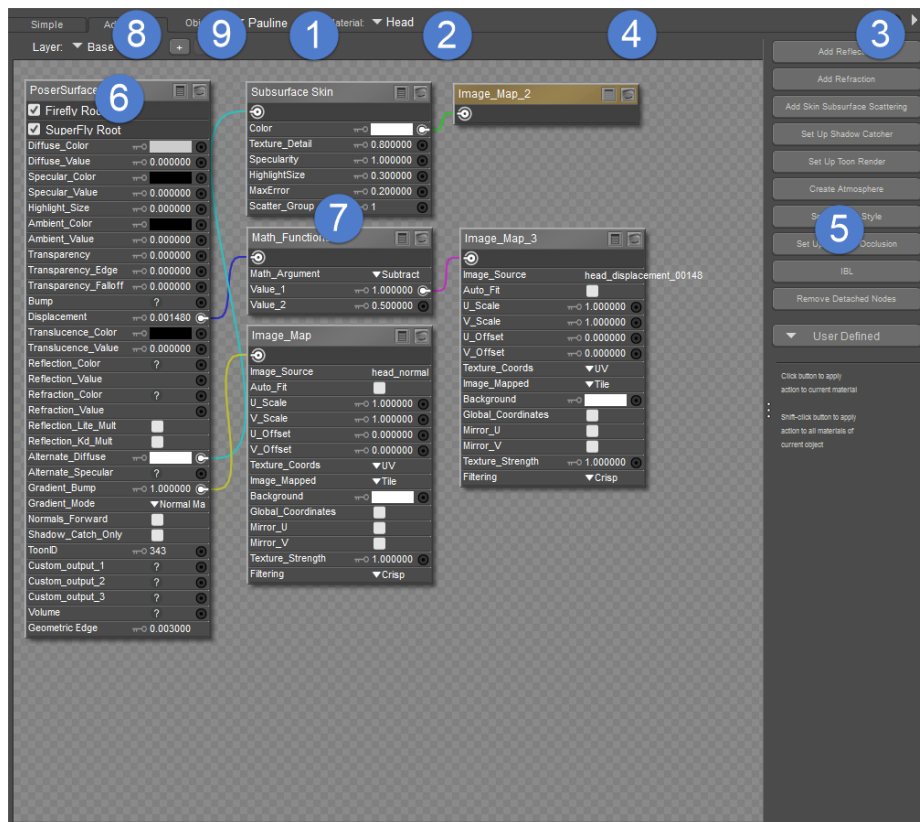 Simple
Pauline
Material:
Head
Layer:
Base
+
8
9
1
2
4
3
PoserSurface
6
Firefly
SuperFly Root
Diffuse_Color
Diffuse_Value 0.000000
Specular_Color
Specular_Value 0.000000
Highlight_Size 0.000000
Ambient_Color
Ambient_Value 0.000000
Transparency 0.000000
Transparency_Edge 0.000000
Transparency_Falloff 0.000000
Bump ?
Displacement 0.001480
Translucence_Color
Translucence_Value 0.000000
Reflection_Color ?
Reflection_Value
Refraction_Color ?
Refraction_Value
Reflection_Lite_Mult
Reflection_Kd_Mult
Alternate_Diffuse
Alternate_Specular ?
Gradient_Bump 1.000000
Gradient_Mode Normal Ma
Normals_Forward
Shadow_Catch_Only
ToonID 343
Custom_output_1 ?
Custom_output_2 ?
Custom_output_3 ?
Volume ?
Geometric Edge 0.003000
Subsurface Skin
Color
Texture_Detail 0.800000
Specularity 1.000000
HighlightSize 0.300000
MaxError 0.200000
Scatter_Group 1
7
Math_Functions
Math_Argument Subtract
Value_1 1.000000
Value_2 0.500000
Image_Map
Image_Source head_normal
Auto_Fit
U_Scale 1.000000
V_Scale 1.000000
U_Offset 0.000000
V_Offset 0.000000
Texture_Coords UV
Image_Mapped Tile
Background
Global_Coordinates
Mirror_U
Mirror_V
Texture_Strength 1.000000
Filtering Crisp
Image_Map_2
Image_Map_3
Image_Source head_displacement_00148
Auto_Fit
U_Scale 1.000000
V_Scale 1.000000
U_Offset 0.000000
V_Offset 0.000000
Texture_Coords UV
Image_Mapped Tile
Background
Global_Coordinates
Mirror_U
Mirror_V
Texture_Strength 1.000000
Filtering Crisp
Add
Add Refraction
Add Skin Subsurface Scattering
Set Up Shadow Catcher
Set Up Toon Render
Create Atmosphere
Style
5
Set Up Occlusion
IBL
Remove Detached Nodes
User Defined
Click button to apply
action to current material
Shift-click button to apply
action to all materials of
current object